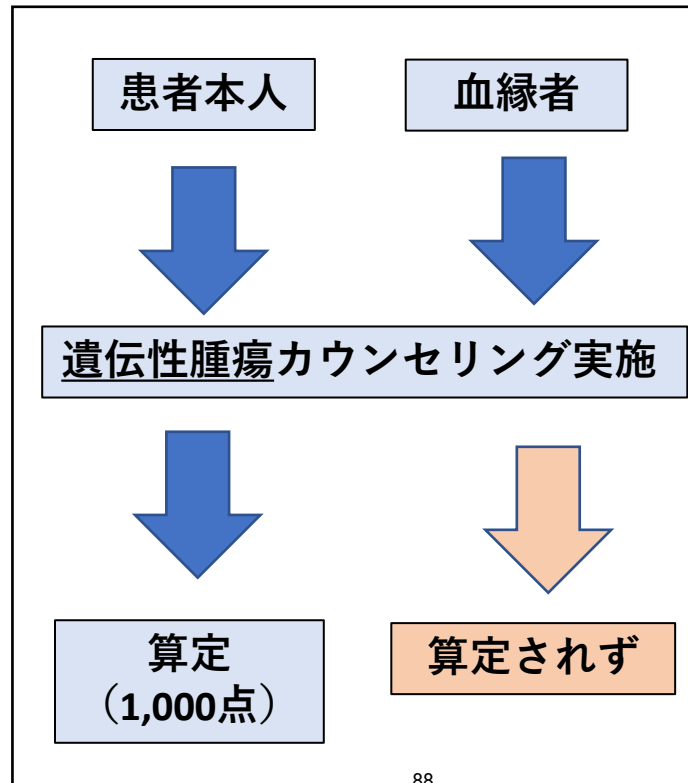 患者本人
血縁者
遺伝性腫瘍カウンセリング実施
算定
（1,000点）
算定されず
88